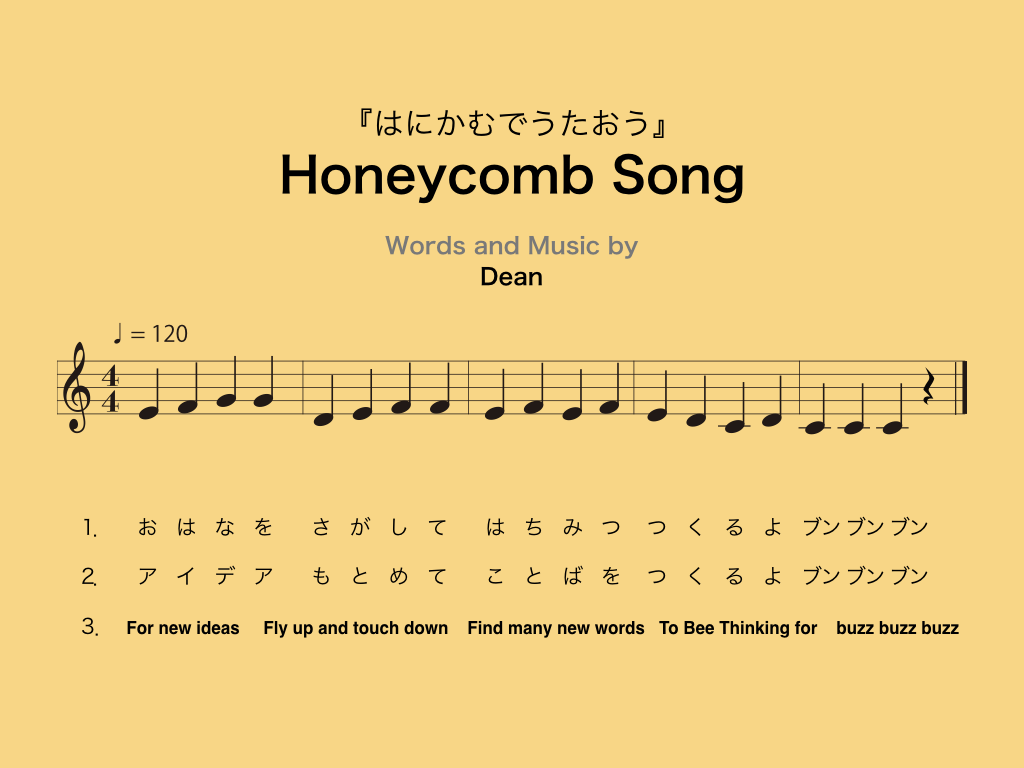 『はにかむでうたおう』
Honeycomb Song
Words and Music by
Dean
♩= 120
4
4
1. おはなを さがして はちみつ つくるよ ブン ブン ブン
2. アイデア もとめて ことばを つくるよ ブン ブン ブン
3. For new ideas Fly up and touch down Find many new words To Bee Thinking for buzz buzz buzz